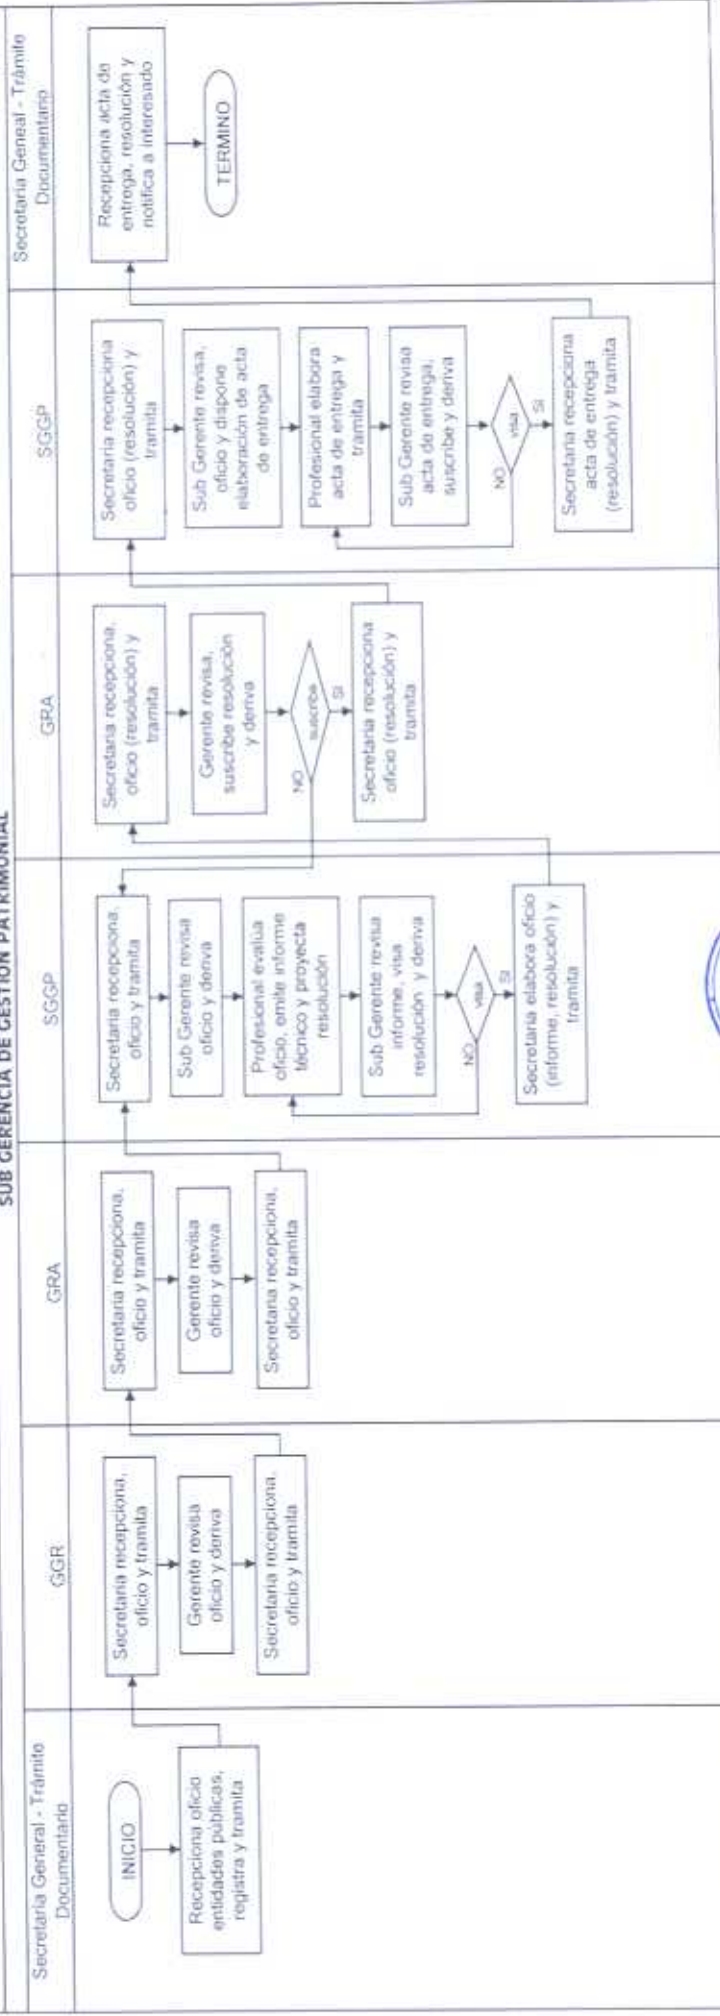 SUB GERENCIA DE GESTION PATRIMONIAL
Secretaria General - Trámite
Documentario
INICIO
Recepciona oficio
entidades públicas,
registra y tramita
GGR
Secretaria recepciona,
oficio y tramita
Gerente revisa
oficio y deriva
Secretaria recepciona,
oficio y tramita
GRA
Secretaria recepciona,
oficio y tramita
Gerente revisa
oficio y deriva
Secretaria recepciona,
oficio y tramita
SGGP
Secretaria recepciona,
oficio y tramita
Sub Gerente revisa
oficio y deriva
Profesional evalúa
oficio, emite informe
técnico y proyecta
resolución
Sub Gerente revisa
informe, visa
resolución y deriva
visa
NO
SI
Secretaria elabora oficio
(informe, resolución) y
tramita
GRA
Secretaria recepciona,
oficio (resolución) y
tramita
Gerente revisa,
suscribe resolución
y deriva
suscribe
NO
SI
Secretaria recepciona
oficio (resolución) y
tramita
SGGP
Secretaria recepciona
oficio (resolución) y
tramita
Sub Gerente revisa,
oficio y dispone
elaboración de acta
de entrega
Profesional elabora
acta de entrega y
tramita
Sub Gerente revisa
acta de entrega,
suscribe y deriva
visa
NO
SI
Secretaria recepciona
acta de entrega
(resolución) y tramita
Secretaria Geneal - Trámite
Documentario
Recepciona acta de
entrega, resolución y
notifica a interesado
TERMINO